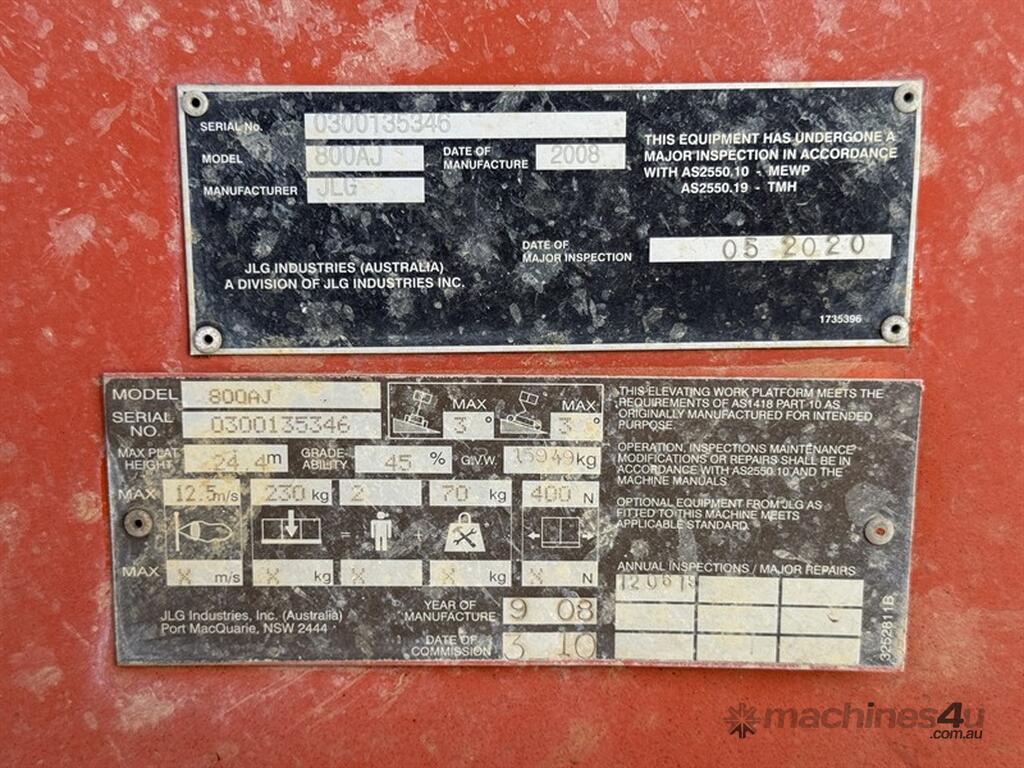 SERIAL No. 0300135346
MODEL 800AJ DATE OF MANUFACTURE 2008
MANUFACTURER JLG
THIS EQUIPMENT HAS UNDERGONE A
MAJOR INSPECTION IN ACCORDANCE
WITH AS2550.10 - MEWP
AS2550.19 - TMH
DATE OF MAJOR INSPECTION 05 2020
JLG INDUSTRIES (AUSTRALIA)
A DIVISION OF JLG INDUSTRIES INC.
1735396
MODEL 800AJ
SERIAL NO. 0300135346
MAX 3° MAX 3°
MAX PLAT HEIGHT 24.4m GRADE-ABILITY 45 % G.V.W. 15949kg
MAX 12.5m/s 230 kg 2 70 kg 400 N
= +
MAX X m/s X kg X X kg X N
JLG Industries, Inc. (Australia)
Port MacQuarie, NSW 2444
YEAR OF MANUFACTURE 9 08
DATE OF COMMISSION 3 10
THIS ELEVATING WORK PLATFORM MEETS THE
REQUIREMENTS OF AS1418 PART 10 AS
ORIGINALLY MANUFACTURED FOR INTENDED
PURPOSE.
OPERATION, INSPECTIONS MAINTENANCE
MODIFICATIONS OR REPAIRS SHALL BE IN
ACCORDANCE WITH AS2550.10 AND THE
MACHINE MANUALS.
OPTIONAL EQUIPMENT FROM JLG AS
FITTED TO THIS MACHINE MEETS
APPLICABLE STANDARD.
ANNUAL INSPECTIONS / MAJOR REPAIRS
3252811B
machines4u
.com.au